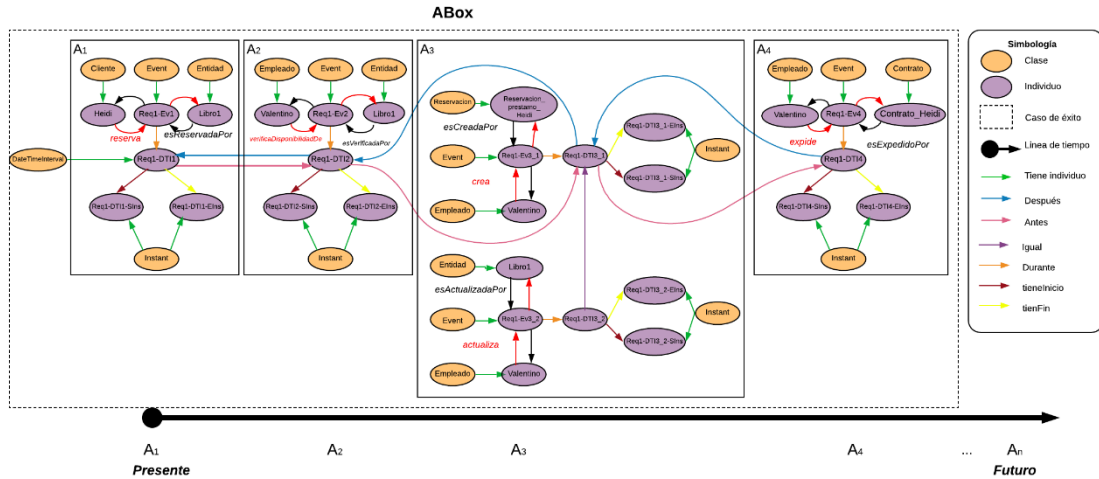 ABox
A1
Cliente
Event
Entidad
Heidi
Req1-Ev1
Libro1
reserva
esReservadaPor
DateTimeInterval
Req1-DTI1
Req1-DTI1-SIns
Req1-DTI1-EIns
Instant
A2
Empleado
Event
Entidad
Valentino
Req1-Ev2
Libro1
verificaDisponibilidadDe
esVerificadaPor
Req1-DTI2
Req1-DTI2-SIns
Req1-DTI2-EIns
Instant
A3
Reservacion
Reservacion_
prestamo_
Heidi
esCreadaPor
Event
Req1-Ev3_1
Req1-DTI3_1
crea
Empleado
Valentino
Req1-DTI3_1-EIns
Instant
Req1-DTI3_1-SIns
Entidad
Libro1
esActualizadaPor
Event
Req1-Ev3_2
Req1-DTI3_2
actualiza
Empleado
Valentino
Req1-DTI3_2-EIns
Instant
Req1-DTI3_2-SIns
A4
Empleado
Event
Contrato
Valentino
Req1-Ev4
Contrato_Heidi
expide
esExpedidoPor
Req1-DTI4
Req1-DTI4-SIns
Req1-DTI4-EIns
Instant
Simbología
Clase
Individuo
Caso de éxito
Línea de tiempo
Tiene individuo
Después
Antes
Igual
Durante
tieneInicio
tienFin
A1
A2
A3
A4
...
An
Presente
Futuro